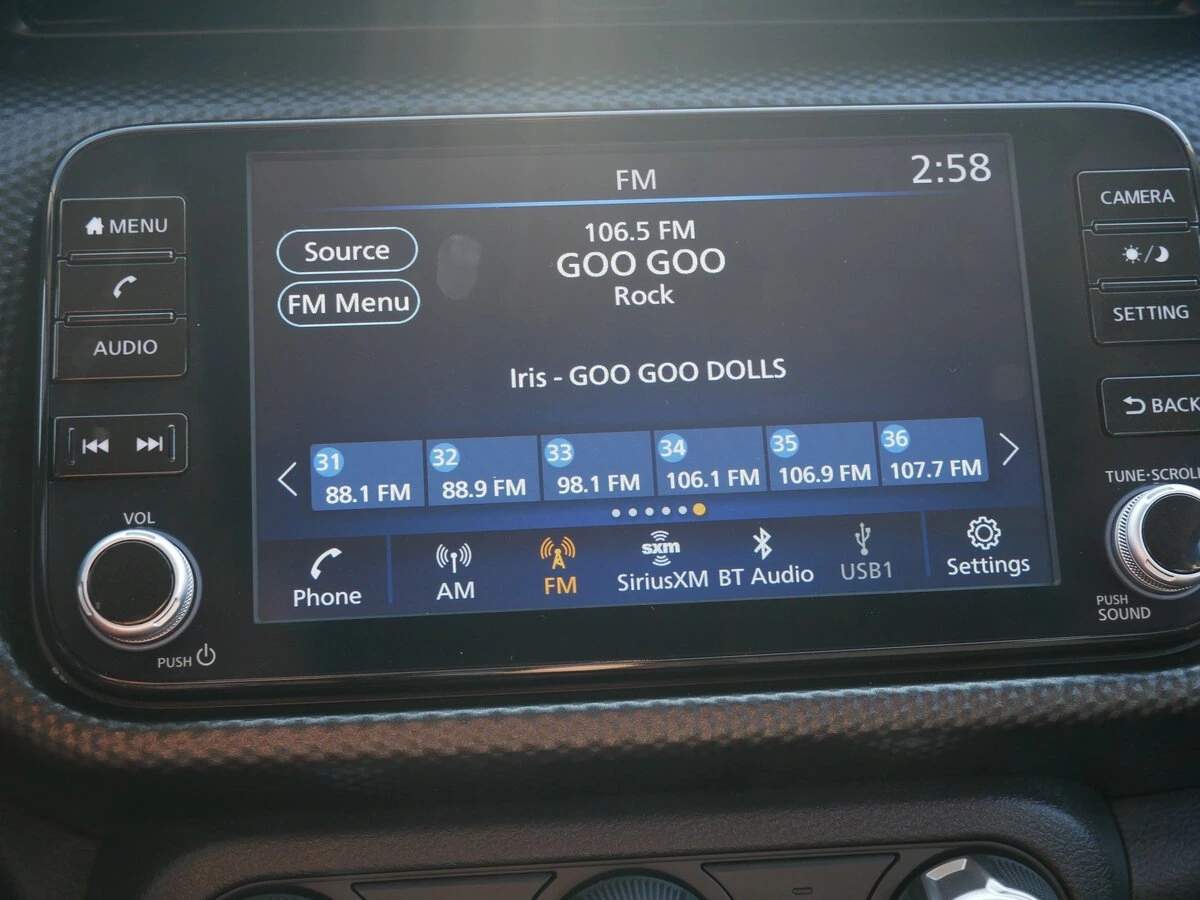 FM
2:58
MENU
AUDIO
VOL
PUSH
Source
FM Menu
106.5 FM
GOO GOO
Rock
Iris - GOO GOO DOLLS
31 32 33 34 35 36
88.1 FM 88.9 FM 98.1 FM 106.1 FM 106.9 FM 107.7 FM
sxm
Phone AM FM SiriusXM BT Audio USB1 Settings
CAMERA
SETTING
BACK
TUNE·SCROLL
PUSH
SOUND